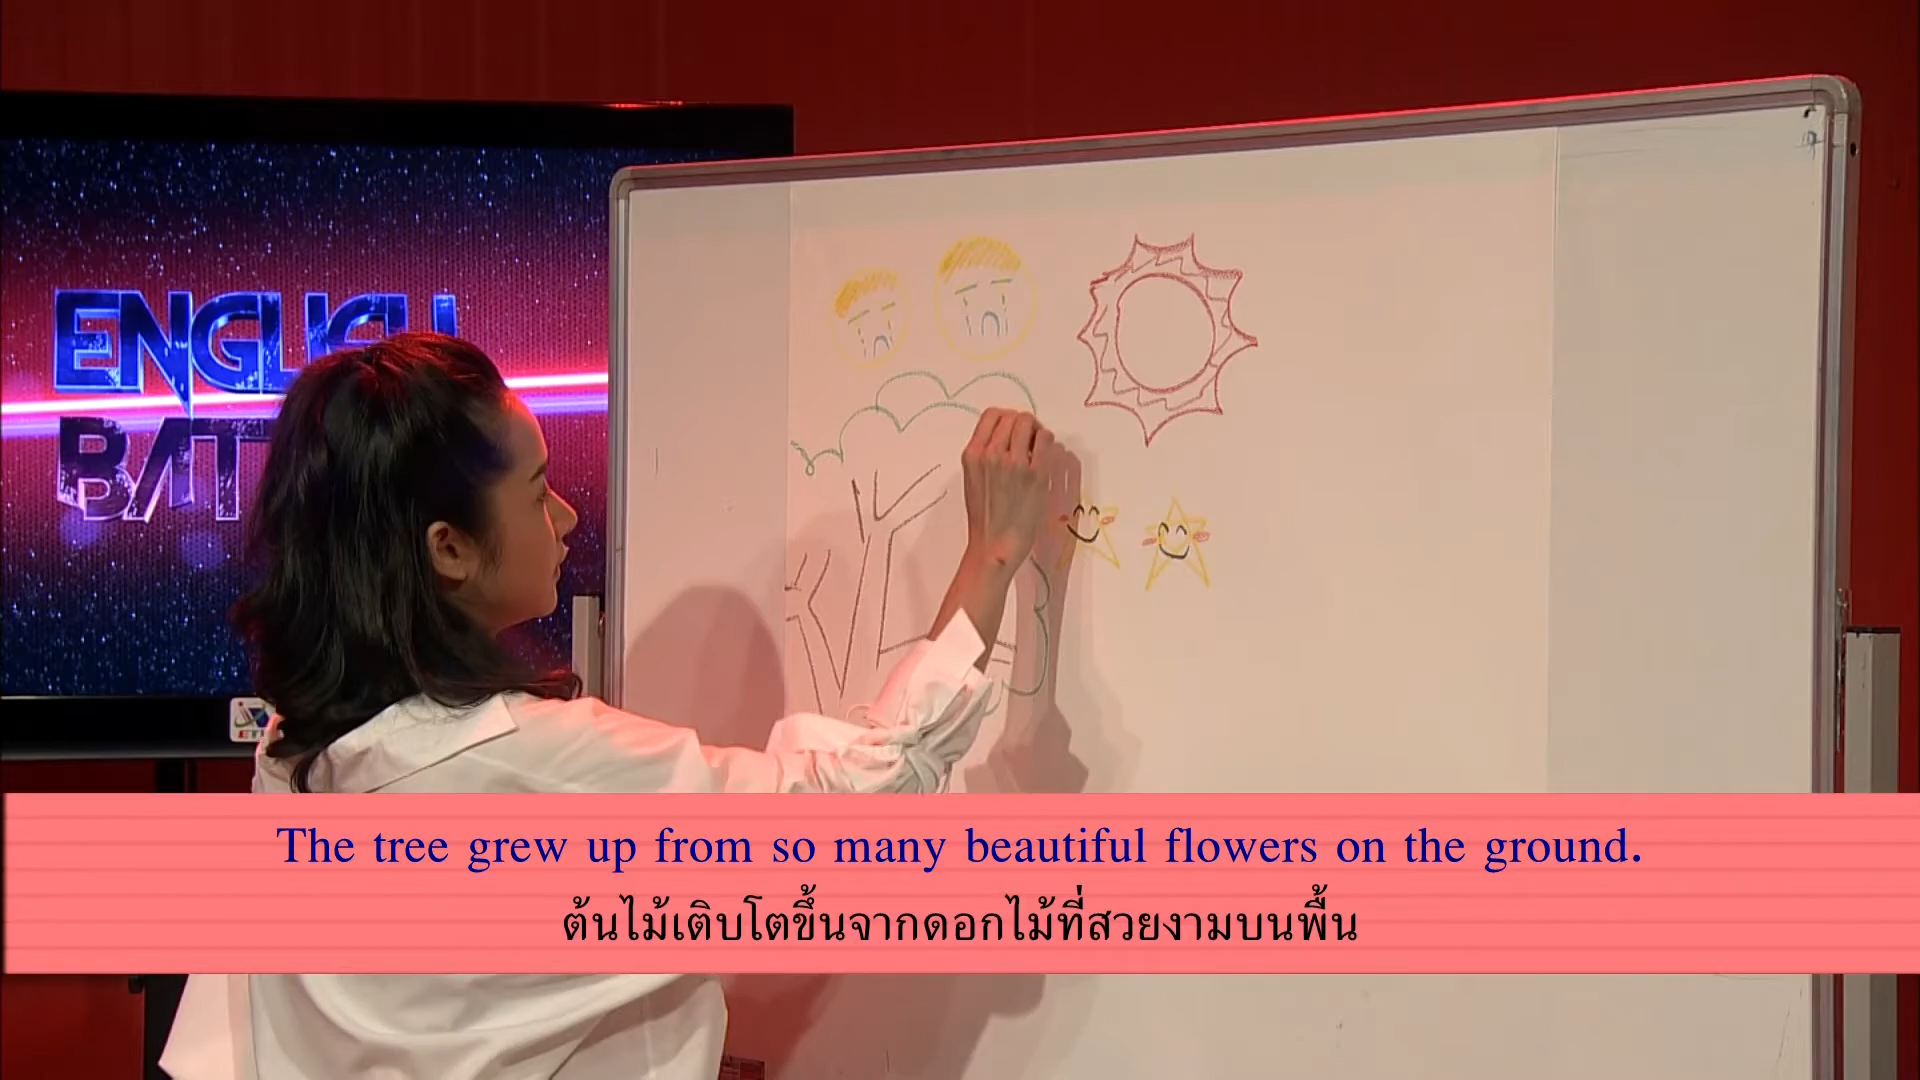 ENGLISH
BAT
The tree grew up from so many beautiful flowers on the ground.
ต้นไม้เติบโตขึ้นจากดอกไม้ที่สวยงามบนพื้น